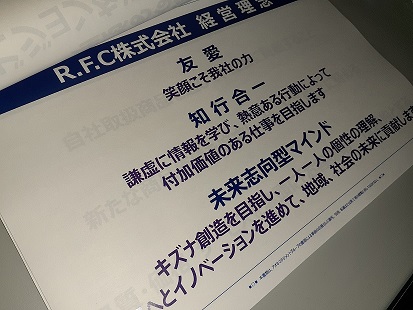 R.F.C株式会社 経営理念
友愛
笑顔こそ我社の力
知行合一
謙虚に情報を学び、熱意ある行動によって
付加価値のある仕事を目指します
未来志向型マインド
キズナ創造を目指し、一人一人の個性の理解
へとイノベーションを進めて、地域、社会の未来に貢献します